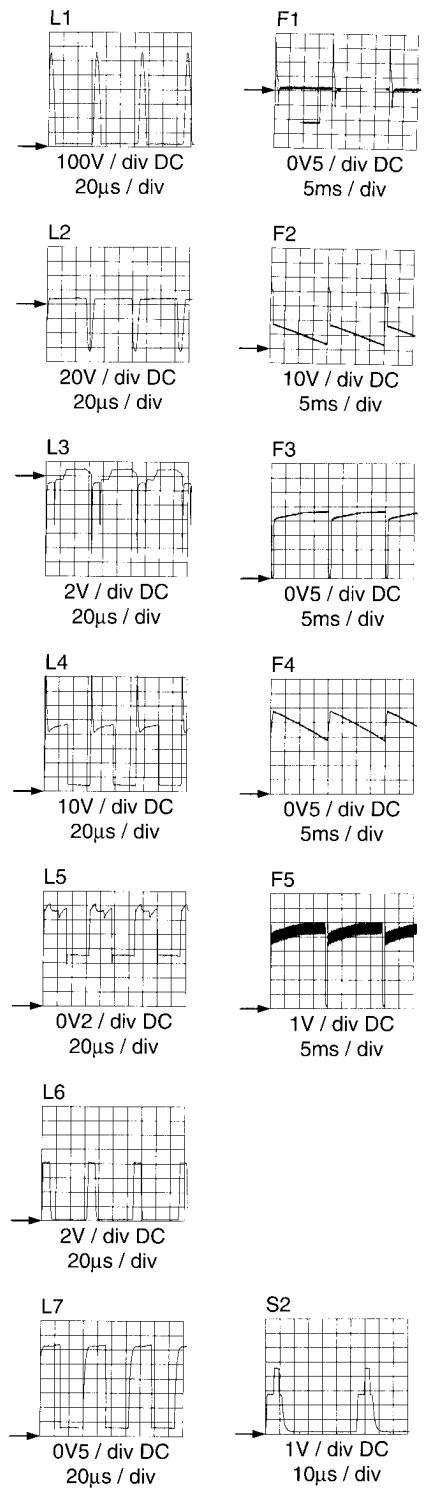 L1
100V / div DC
20µs / div
F1
0V5 / div DC
5ms / div
L2
20V / div DC
20µs / div
F2
10V / div DC
5ms / div
L3
2V / div DC
20µs / div
F3
0V5 / div DC
5ms / div
L4
10V / div DC
20µs / div
F4
0V5 / div DC
5ms / div
L5
0V2 / div DC
20µs / div
F5
1V / div DC
5ms / div
L6
2V / div DC
20µs / div
L7
0V5 / div DC
20µs / div
S2
1V / div DC
10µs / div